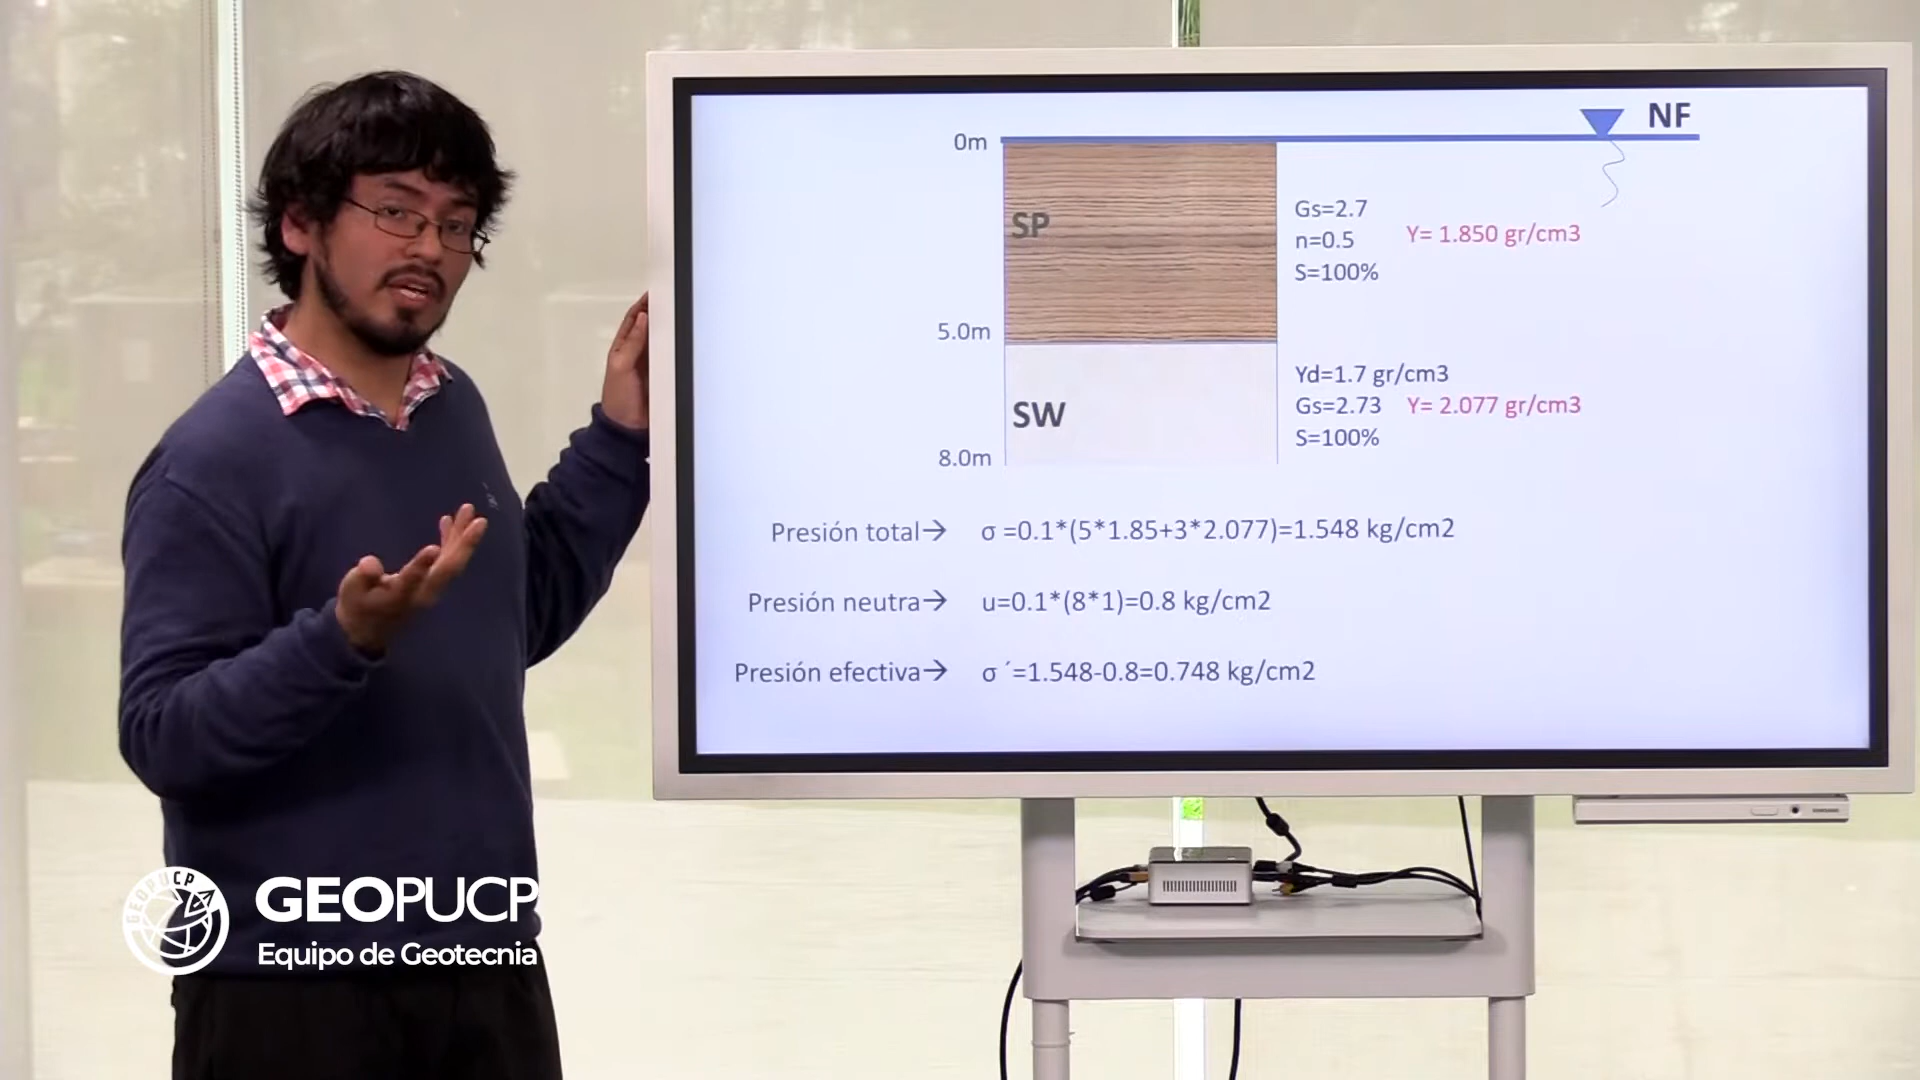 NF
0m
SP
Gs=2.7
n=0.5
Y= 1.850 gr/cm3
S=100%
5.0m
Yd=1.7 gr/cm3
Gs=2.73
Y= 2.077 gr/cm3
SW
S=100%
8.0m
Presión total→ σ =0.1*(5*1.85+3*2.077)=1.548 kg/cm2
Presión neutra→ u=0.1*(8*1)=0.8 kg/cm2
Presión efectiva→ σ ´=1.548-0.8=0.748 kg/cm2
GEOPUCP
GEOPUCP
Equipo de Geotecnia